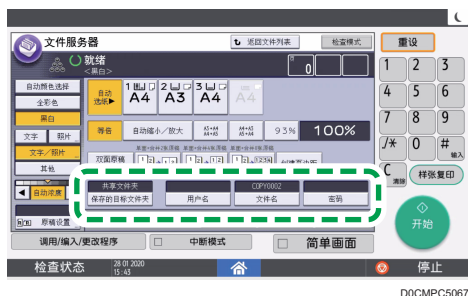 文件服务器
返回文件列表
检查模式
重设
就绪
<黑白>
0
自动颜色选择
全彩色
黑白
文字
照片
文字/照片
其他
自动浓度
原稿设置
自动选纸▶
1
A4
2
A3
3
A4
A4
等倍
自动缩小/放大
93%
100%
双面原稿
共享文件夹
保存的目标文件夹
用户名
COPY0002
文件名
密码
调用/编入/更改程序
中断模式
简单画面
检查状态
28 01 2020
15:43
停止
1 2 3
4 5 6
7 8 9
./* 0 #
输入
C
清除
样张复印
开始
D0CMPC5067